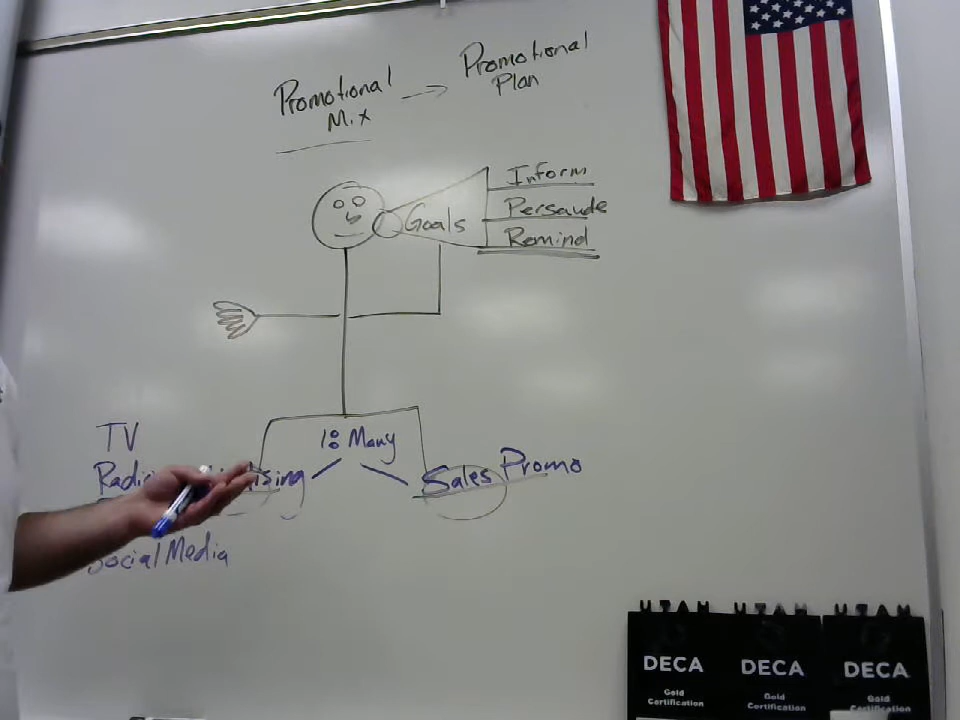 Promotional
Mix
Promotional
Plan
Inform
Goals
Persaude
Remind
TV
1: Many
Sales Promo
Social Media
UTAH
DECA
Gold
Certification
UTAH
DECA
Gold
Certification
UTAH
DECA
Gold
Certification